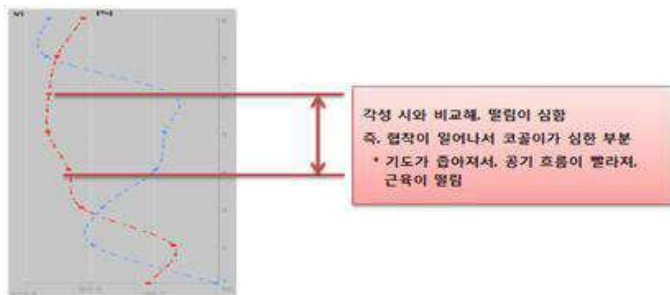 각성 시와 비교해, 떨림이 심함
즉, 협착이 일어나서 코골이가 심한 부분
* 기도가 좁아져서, 공기 흐름이 빨라져,
근육이 떨림